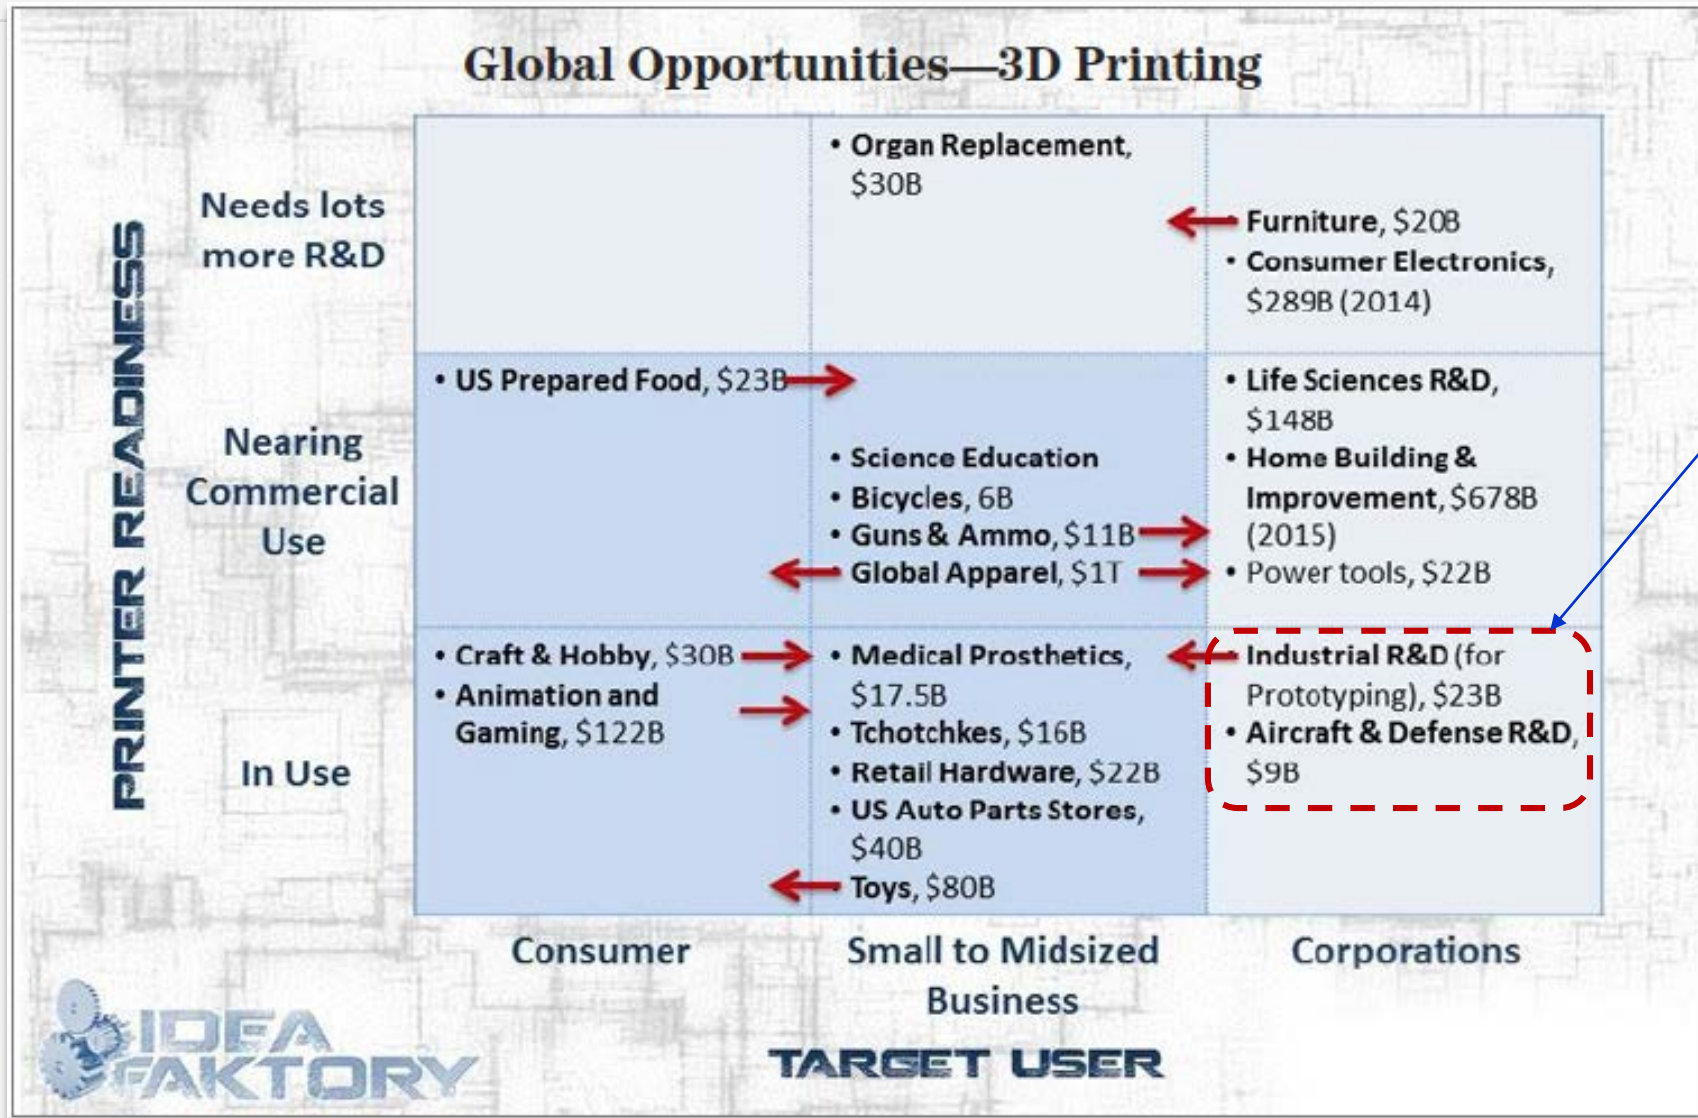 Global Opportunities—3D Printing
PRINTER READINESS
Needs lots
more R&D
• Organ Replacement,
$30B
• Furniture, $20B
• Consumer Electronics,
$289B (2014)
Nearing
Commercial
Use
• US Prepared Food, $23B
• Science Education
• Bicycles, 6B
• Guns & Ammo, $11B
• Global Apparel, $1T
• Life Sciences R&D,
$148B
• Home Building &
Improvement, $678B
(2015)
• Power tools, $22B
In Use
• Craft & Hobby, $30B
• Animation and
Gaming, $122B
• Medical Prosthetics,
$17.5B
• Tchotchkes, $16B
• Retail Hardware, $22B
• US Auto Parts Stores,
$40B
• Toys, $80B
• Industrial R&D (for
Prototyping), $23B
• Aircraft & Defense R&D,
$9B
Consumer
Small to Midsized
Business
Corporations
TARGET USER
IDEA
FAKTORY